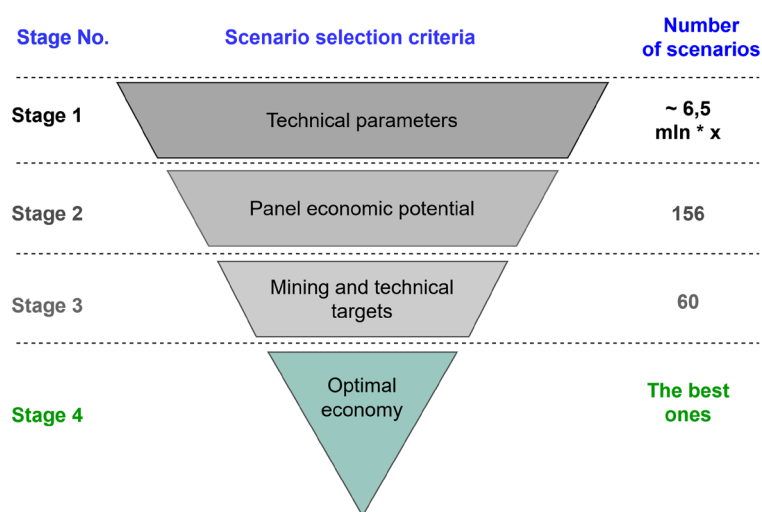 Stage No.
Scenario selection criteria
Number
of scenarios
Stage 1
Technical parameters
~ 6,5
mln * x
Stage 2
Panel economic potential
156
Stage 3
Mining and technical
targets
60
Stage 4
Optimal
economy
The best
ones